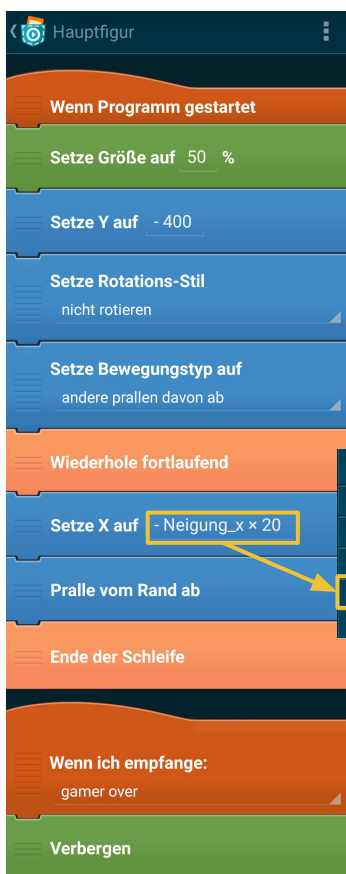 Hauptfigur
Wenn Programm gestartet
Setze Größe auf 50 %
Setze Y auf - 400
Setze Rotations-Stil
nicht rotieren
Setze Bewegungstyp auf
andere prallen davon ab
Wiederhole fortlaufend
Setze X auf - Neigung_x × 20
Pralle vom Rand ab
Ende der Schleife
Wenn ich empfange:
gamer over
Verbergen